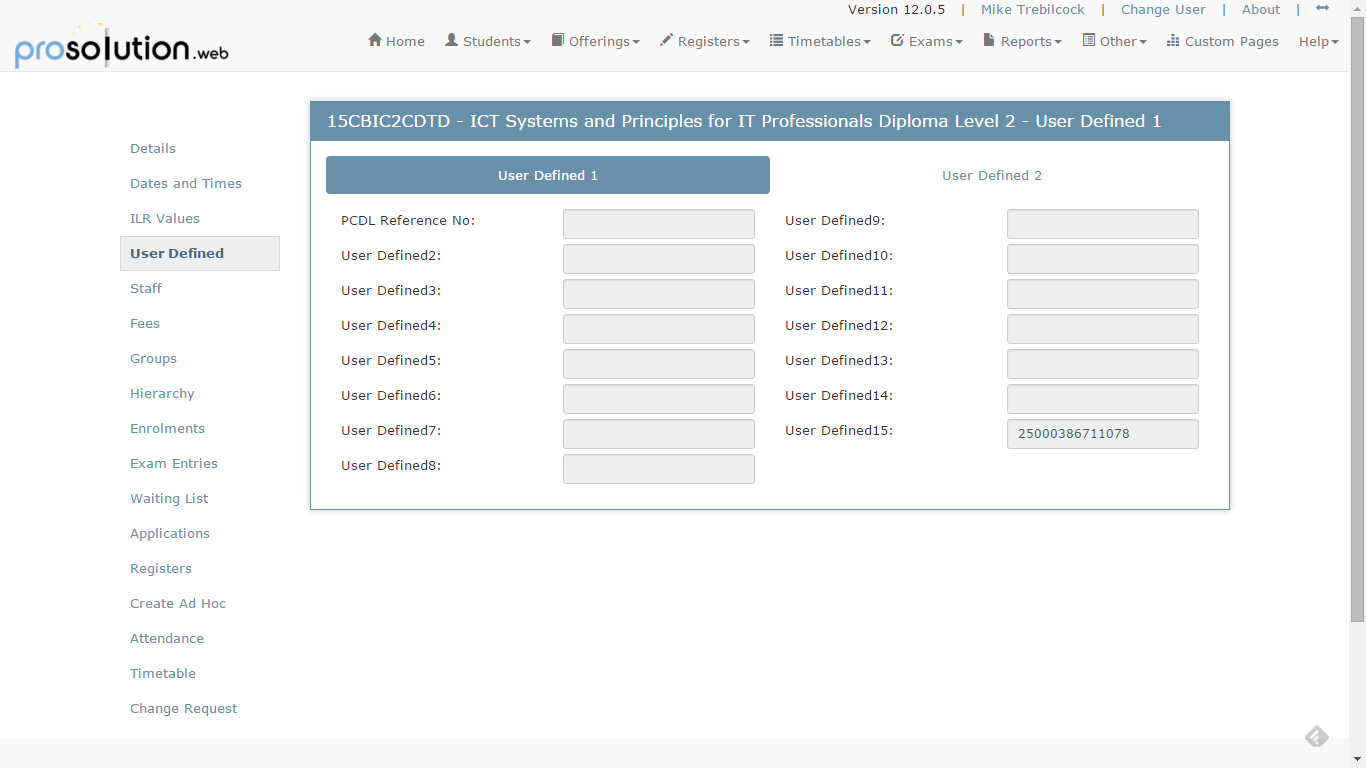 Version 12.0.5 | Mike Trebilcock | Change User | About |
prosolution.web
Home Students Offerings Registers Timetables Exams Reports Other Custom Pages Help
15CBIC2CDTD - ICT Systems and Principles for IT Professionals Diploma Level 2 - User Defined 1
Details
Dates and Times
ILR Values
User Defined
Staff
Fees
Groups
Hierarchy
Enrolments
Exam Entries
Waiting List
Applications
Registers
Create Ad Hoc
Attendance
Timetable
Change Request
User Defined 1 User Defined 2
PCDL Reference No: User Defined9:
User Defined2: User Defined10:
User Defined3: User Defined11:
User Defined4: User Defined12:
User Defined5: User Defined13:
User Defined6: User Defined14:
User Defined7: User Defined15: 25000386711078
User Defined8: